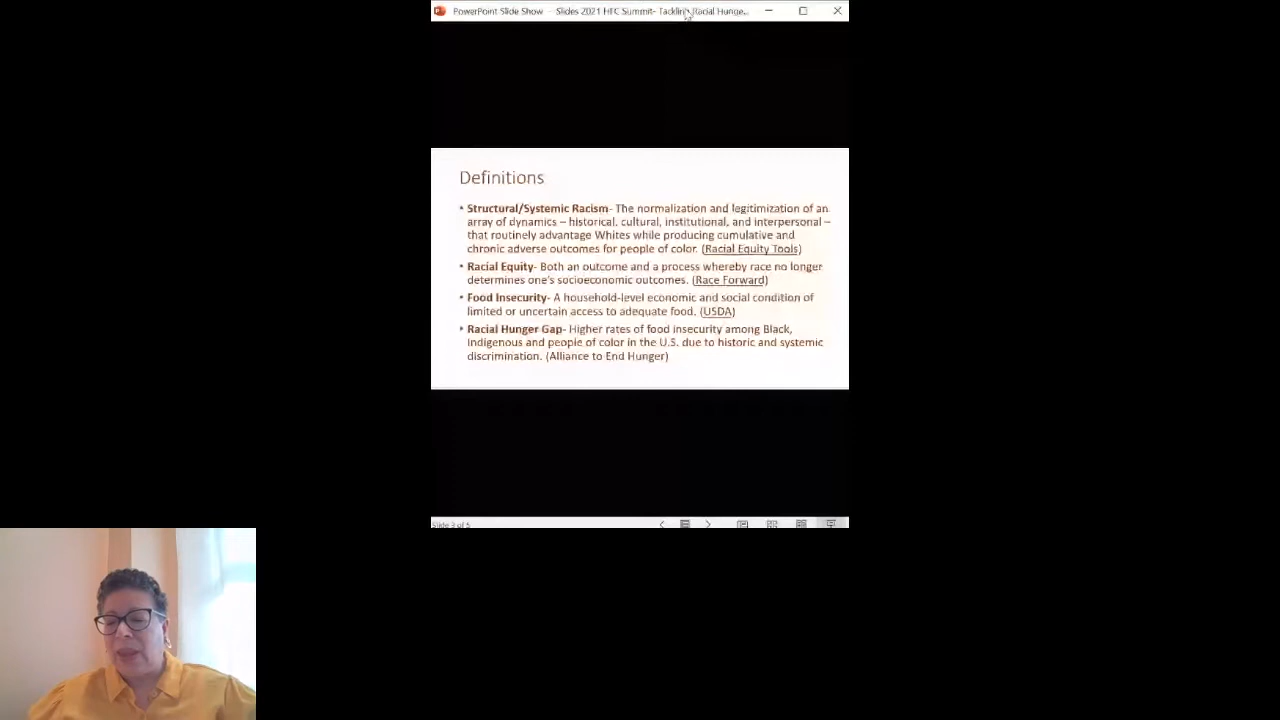 PowerPoint Slide Show - Slides 2021 HTC Summit- Tackling Racial Hunge...
Definitions
• Structural/Systemic Racism- The normalization and legitimization of an
array of dynamics – historical, cultural, institutional, and interpersonal –
that routinely advantage Whites while producing cumulative and
chronic adverse outcomes for people of color. (Racial Equity Tools)
• Racial Equity- Both an outcome and a process whereby race no longer
determines one's socioeconomic outcomes. (Race Forward)
• Food Insecurity- A household-level economic and social condition of
limited or uncertain access to adequate food. (USDA)
• Racial Hunger Gap- Higher rates of food insecurity among Black,
Indigenous and people of color in the U.S. due to historic and systemic
discrimination. (Alliance to End Hunger)
Slide 3 of 5